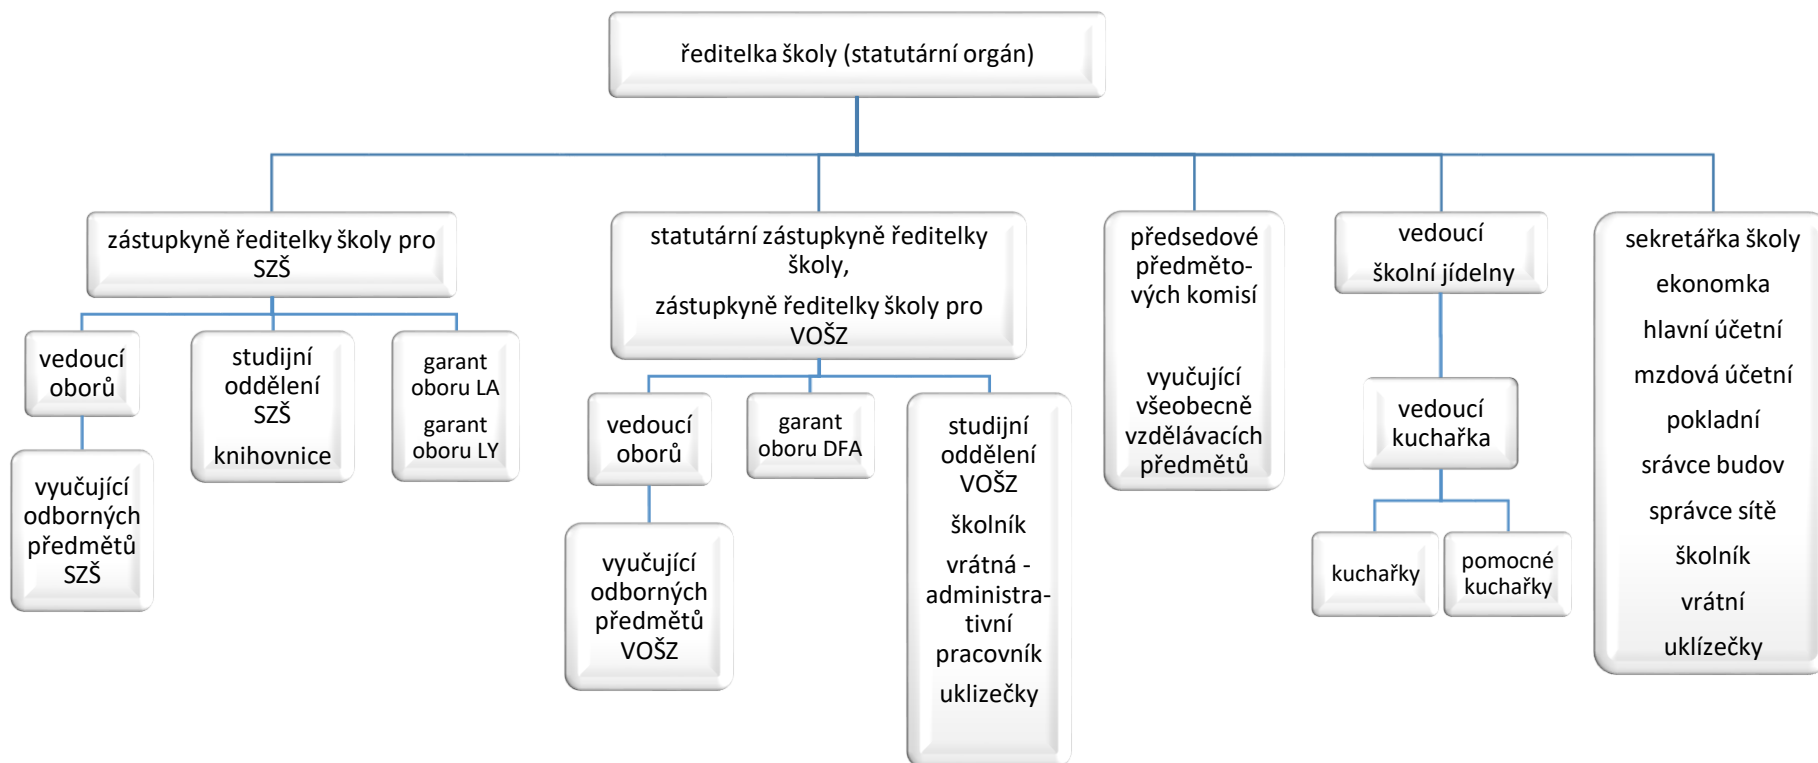 ředitelka školy (statutární orgán)
zástupkyně ředitelky školy pro
SZŠ
vedoucí
oborů
vyučující
odborných
předmětů
SZŠ
studijní
oddělení
SZŠ
knihovnice
garant
oboru LA
garant
oboru LY
statutární zástupkyně ředitelky
školy,
zástupkyně ředitelky školy pro
VOŠZ
vedoucí
oborů
vyučující
odborných
předmětů
VOŠZ
garant
oboru DFA
studijní
oddělení
VOŠZ
školník
vrátná -
administra-
tivní
pracovník
uklizečky
předsedové
předměto-
vých komisí
vyučující
všeobecně
vzdělávacích
předmětů
vedoucí
školní jídelny
vedoucí
kuchařka
kuchařky
pomocné
kuchařky
sekretářka školy
ekonomka
hlavní účetní
mzdová účetní
pokladní
srávce budov
správce sítě
školník
vrátní
uklízečky